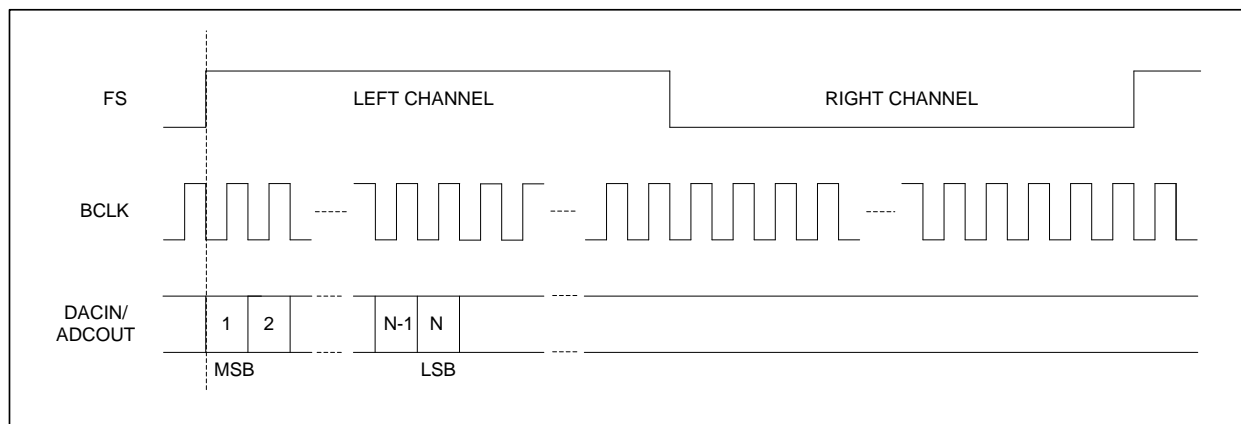 FS
LEFT CHANNEL
RIGHT CHANNEL
BCLK
DACIN/
ADCOUT
1
2
N-1
N
MSB
LSB